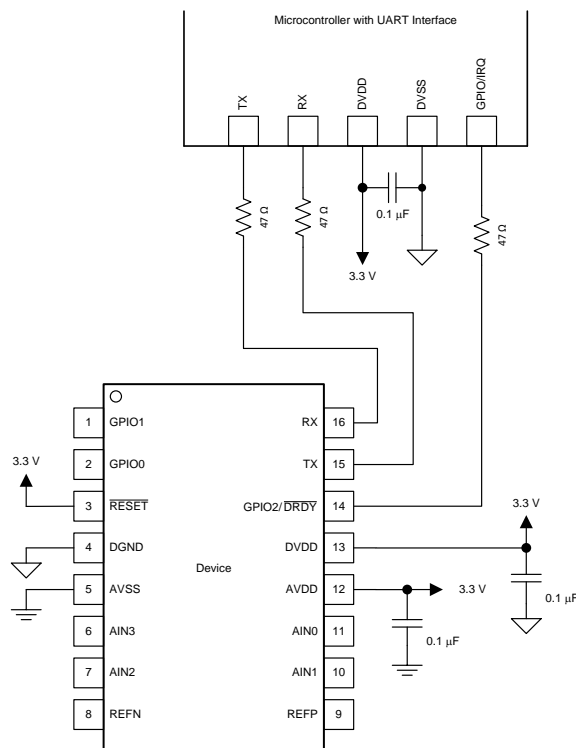 Microcontroller with UART Interface
TX
RX
DVDD
DVSS
GPIO/IRQ
47 Ω
47 Ω
0.1 μF
47 Ω
3.3 V
1 GPIO1 RX 16
2 GPIO0 TX 15
3.3 V
3 RESET GPIO2/DRDY 14
3.3 V
4 DGND DVDD 13
Device
5 AVSS AVDD 12
3.3 V
0.1 μF
6 AIN3 AIN0 11
0.1 μF
7 AIN2 AIN1 10
8 REFN REFP 9